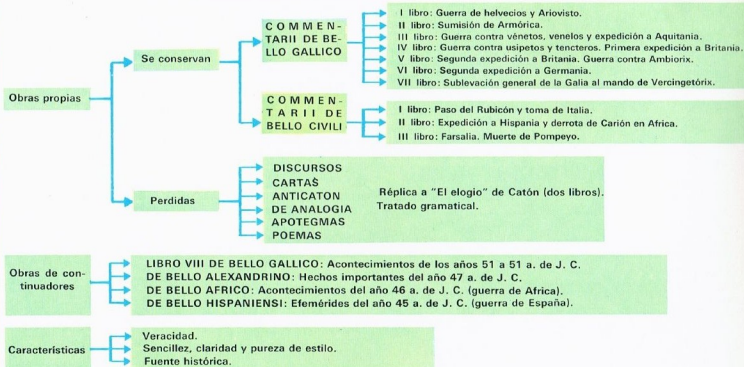 Obras propias
Se conservan
COMMEN-
TARII DE BE-
LLO GALLICO
I libro: Guerra de helvecios y Ariovisto.
II libro: Sumisión de Armórica.
III libro: Guerra contra vénetos, venelos y expedición a Aquitania.
IV libro: Guerra contra usipetos y tencteros. Primera expedición a Britania.
V libro: Segunda expedición a Britania. Guerra contra Ambiorix.
VI libro: Segunda expedición a Germania.
VII libro: Sublevación general de la Galia al mando de Vercingetórix.
COMMEN-
TARII DE
BELLO CIVILI
I libro: Paso del Rubicón y toma de Italia.
II libro: Expedición a Hispania y derrota de Carión en Africa.
III libro: Farsalia. Muerte de Pompeyo.
Perdidas
DISCURSOS
CARTAS
ANTICATON
DE ANALOGIA
APOTEGMAS
POEMAS
Réplica a "El elogio" de Catón (dos libros).
Tratado gramatical.
Obras de con-
tinuadores
LIBRO VIII DE BELLO GALLICO: Acontecimientos de los años 51 a 51 a. de J. C.
DE BELLO ALEXANDRINO: Hechos importantes del año 47 a. de J. C.
DE BELLO AFRICO: Acontecimientos del año 46 a. de J. C. (guerra de Africa).
DE BELLO HISPANIENSI: Efemérides del año 45 a. de J. C. (guerra de España).
Características
Veracidad.
Sencillez, claridad y pureza de estilo.
Fuente histórica.